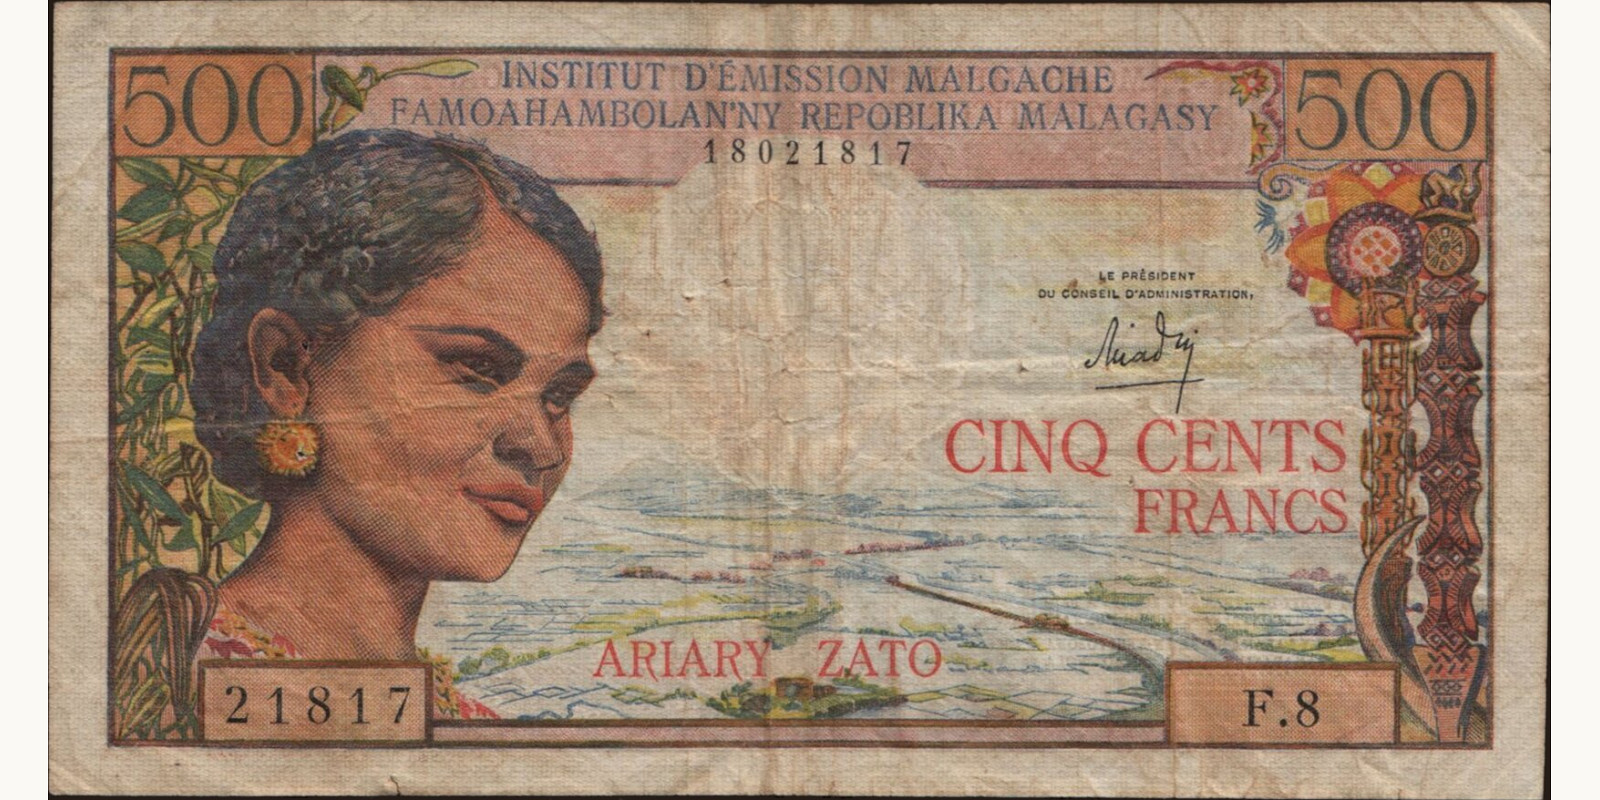 500
INSTITUT D'ÉMISSION MALGACHE
500
FAMOAHAMBOLAN'NY REPOBLIKA MALAGASY
18021817
LE PRÉSIDENT
DU CONSEIL D'ADMINISTRATION,
CINQ CENTS
FRANCS
ARIARY ZATO
21817
F.8